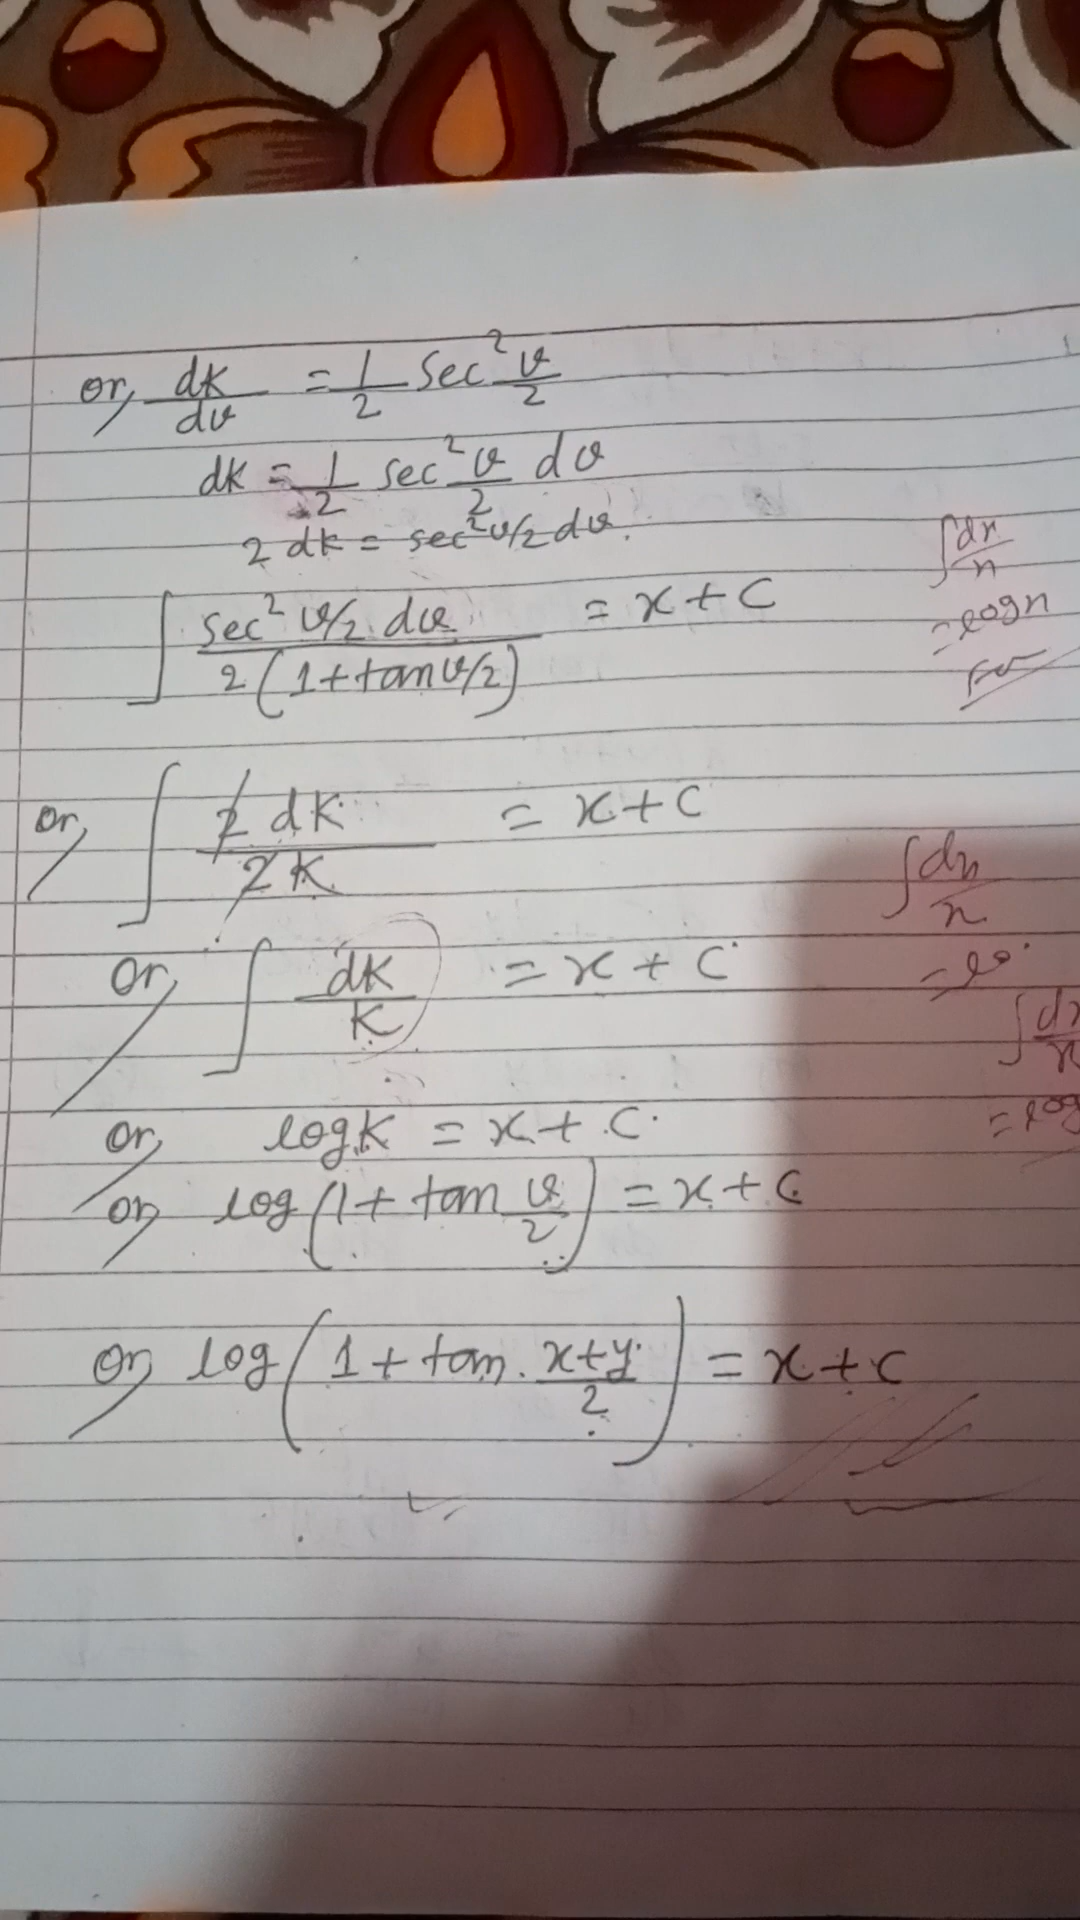 or, dk/dv = 1/2 sec² v/2
dk = 1/2 sec² v/2 dv
2 dk = sec² v/2 dv.
∫ sec² v/2 dv / 2(1+tan v/2) = x + c
∫ dx/x
= logx
or, ∫ 2 dk / 2k = x + c
∫ dx/x
= lo
or, ∫ dk/k = x + c
∫ dx/x
= log
or, log k = x + c.
or, log (1 + tan v/2) = x + c
or, log (1 + tan. x+y/2) = x + c